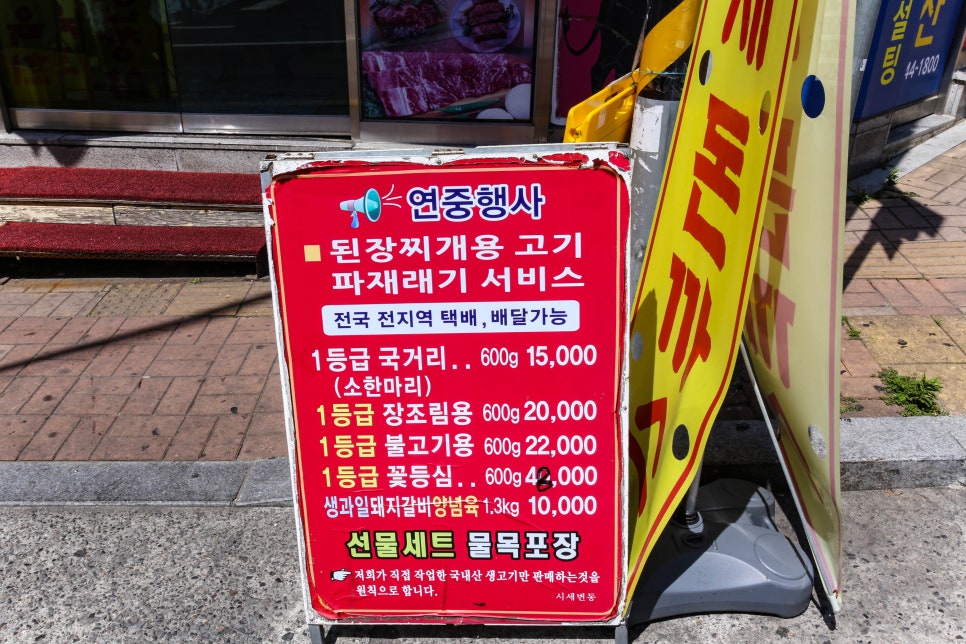 연중행사
된장찌개용 고기
파재래기 서비스
전국 전지역 택배, 배달가능
1등급 국거리.. 600g 15,000
(소한마리)
1등급 장조림용 600g 20,000
1등급 불고기용 600g 22,000
1등급 꽃등심.. 600g 48,000
생과일돼지갈비양념육 1.3kg 10,000
선물세트 물목포장
저희가 직접 작업한 국내산 생고기만 판매하는것을
원칙으로 합니다.
시세변동
대구
설팅
44-1800